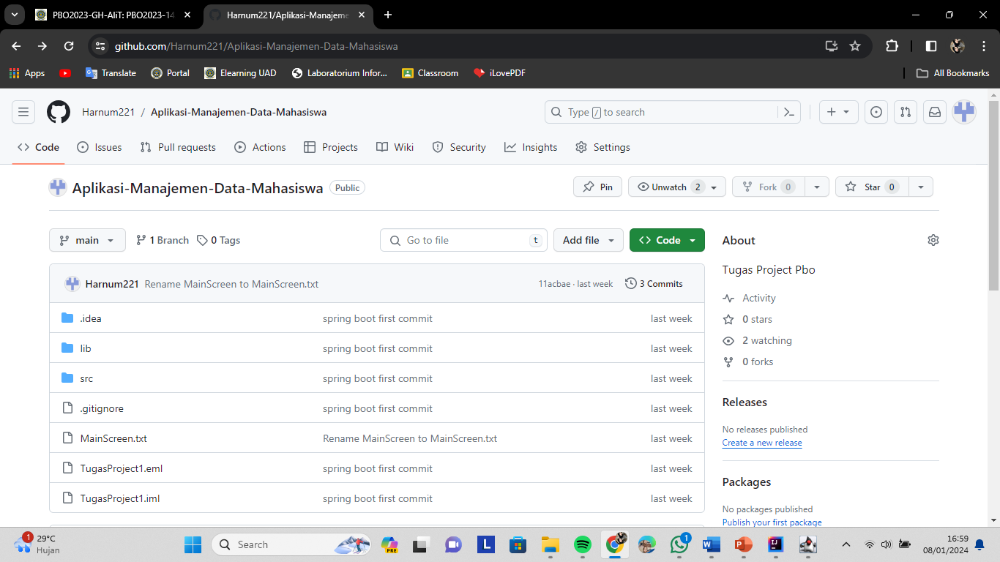 PBO2023-GH-AliT: PBO2023-14
Harnum221/Aplikasi-Manajeme
github.com/Harnum221/Aplikasi-Manajemen-Data-Mahasiswa
Apps Translate Portal Elearning UAD Laboratorium Infor... Classroom iLovePDF All Bookmarks
Harnum221 / Aplikasi-Manajemen-Data-Mahasiswa Type / to search
Code Issues Pull requests Actions Projects Wiki Security Insights Settings
Aplikasi-Manajemen-Data-Mahasiswa Public Pin Unwatch 2 Fork 0 Star 0
main 1 Branch 0 Tags Go to file t Add file Code
Harnum221 Rename MainScreen to MainScreen.txt 11acbae · last week 3 Commits
.idea spring boot first commit last week
lib spring boot first commit last week
src spring boot first commit last week
.gitignore spring boot first commit last week
MainScreen.txt Rename MainScreen to MainScreen.txt last week
TugasProject1.eml spring boot first commit last week
TugasProject1.iml spring boot first commit last week
About
Tugas Project Pbo
Activity
0 stars
2 watching
0 forks
Releases
No releases published
Create a new release
Packages
No packages published
Publish your first package
1
29°C
Hujan
Search
PRE
L
1
W
P
IJ
16:59
08/01/2024